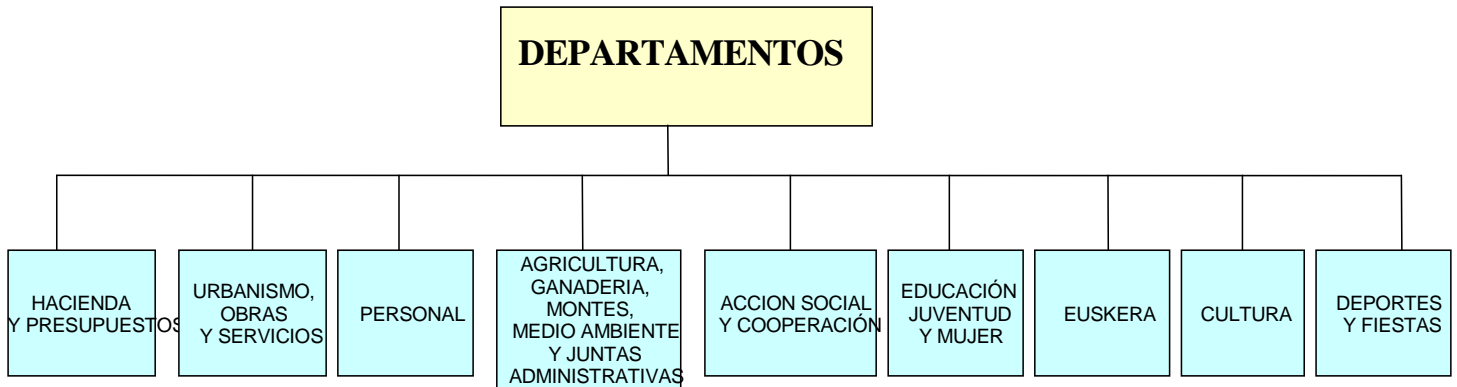 DEPARTAMENTOS
HACIENDA
Y PRESUPUESTOS
URBANISMO,
OBRAS
Y SERVICIOS
PERSONAL
AGRICULTURA,
GANADERIA,
MONTES,
MEDIO AMBIENTE
Y JUNTAS
ADMINISTRATIVAS
ACCION SOCIAL
Y COOPERACIÓN
EDUCACIÓN
JUVENTUD
Y MUJER
EUSKERA
CULTURA
DEPORTES
Y FIESTAS